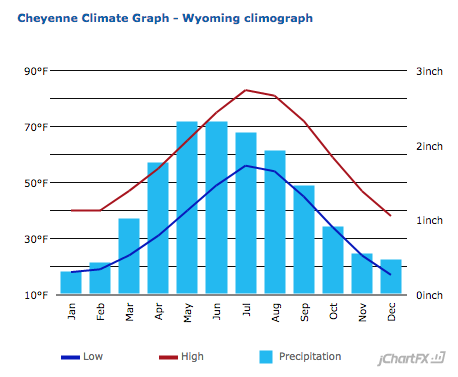 Cheyenne Climate Graph - Wyoming climograph
90°F
3inch
70°F
2inch
50°F
1inch
30°F
10°F
0inch
Jan Feb Mar Apr May Jun Jul Aug Sep Oct Nov Dec
Low High Precipitation
jChartFX